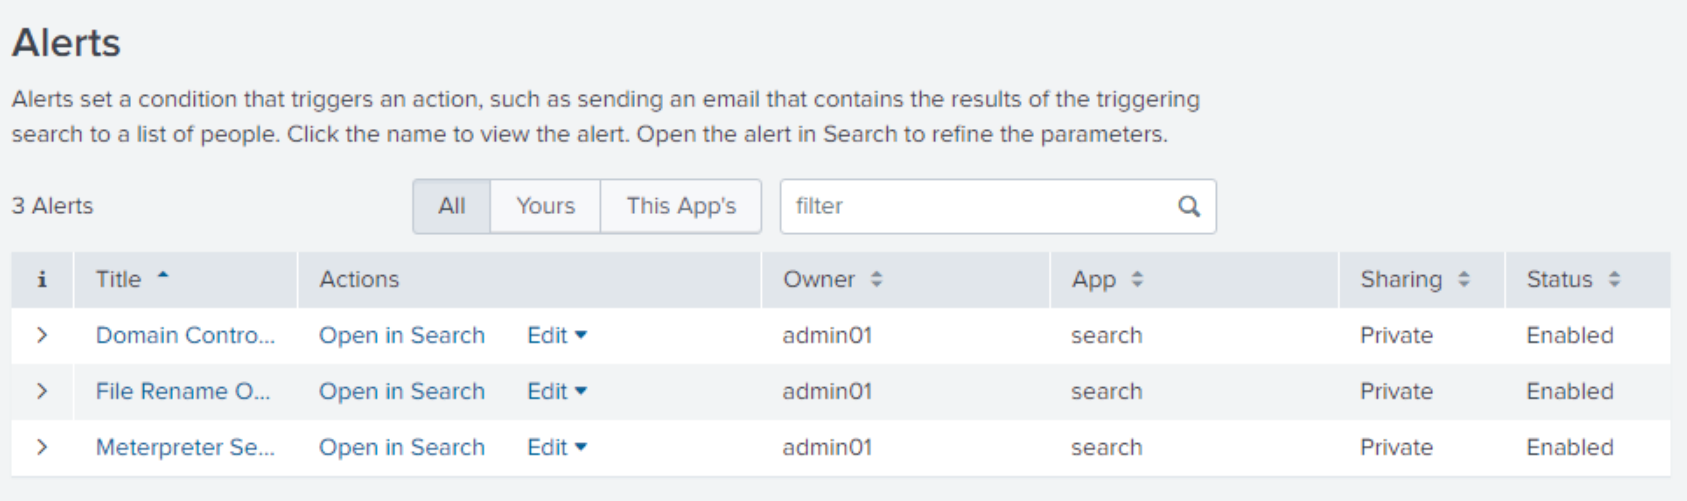 Alerts
Alerts set a condition that triggers an action, such as sending an email that contains the results of the triggering
search to a list of people. Click the name to view the alert. Open the alert in Search to refine the parameters.
3 Alerts All Yours This App's filter
i Title Actions Owner App Sharing Status
Domain Contro... Open in Search Edit admin01 search Private Enabled
File Rename O... Open in Search Edit admin01 search Private Enabled
Meterpreter Se... Open in Search Edit admin01 search Private Enabled